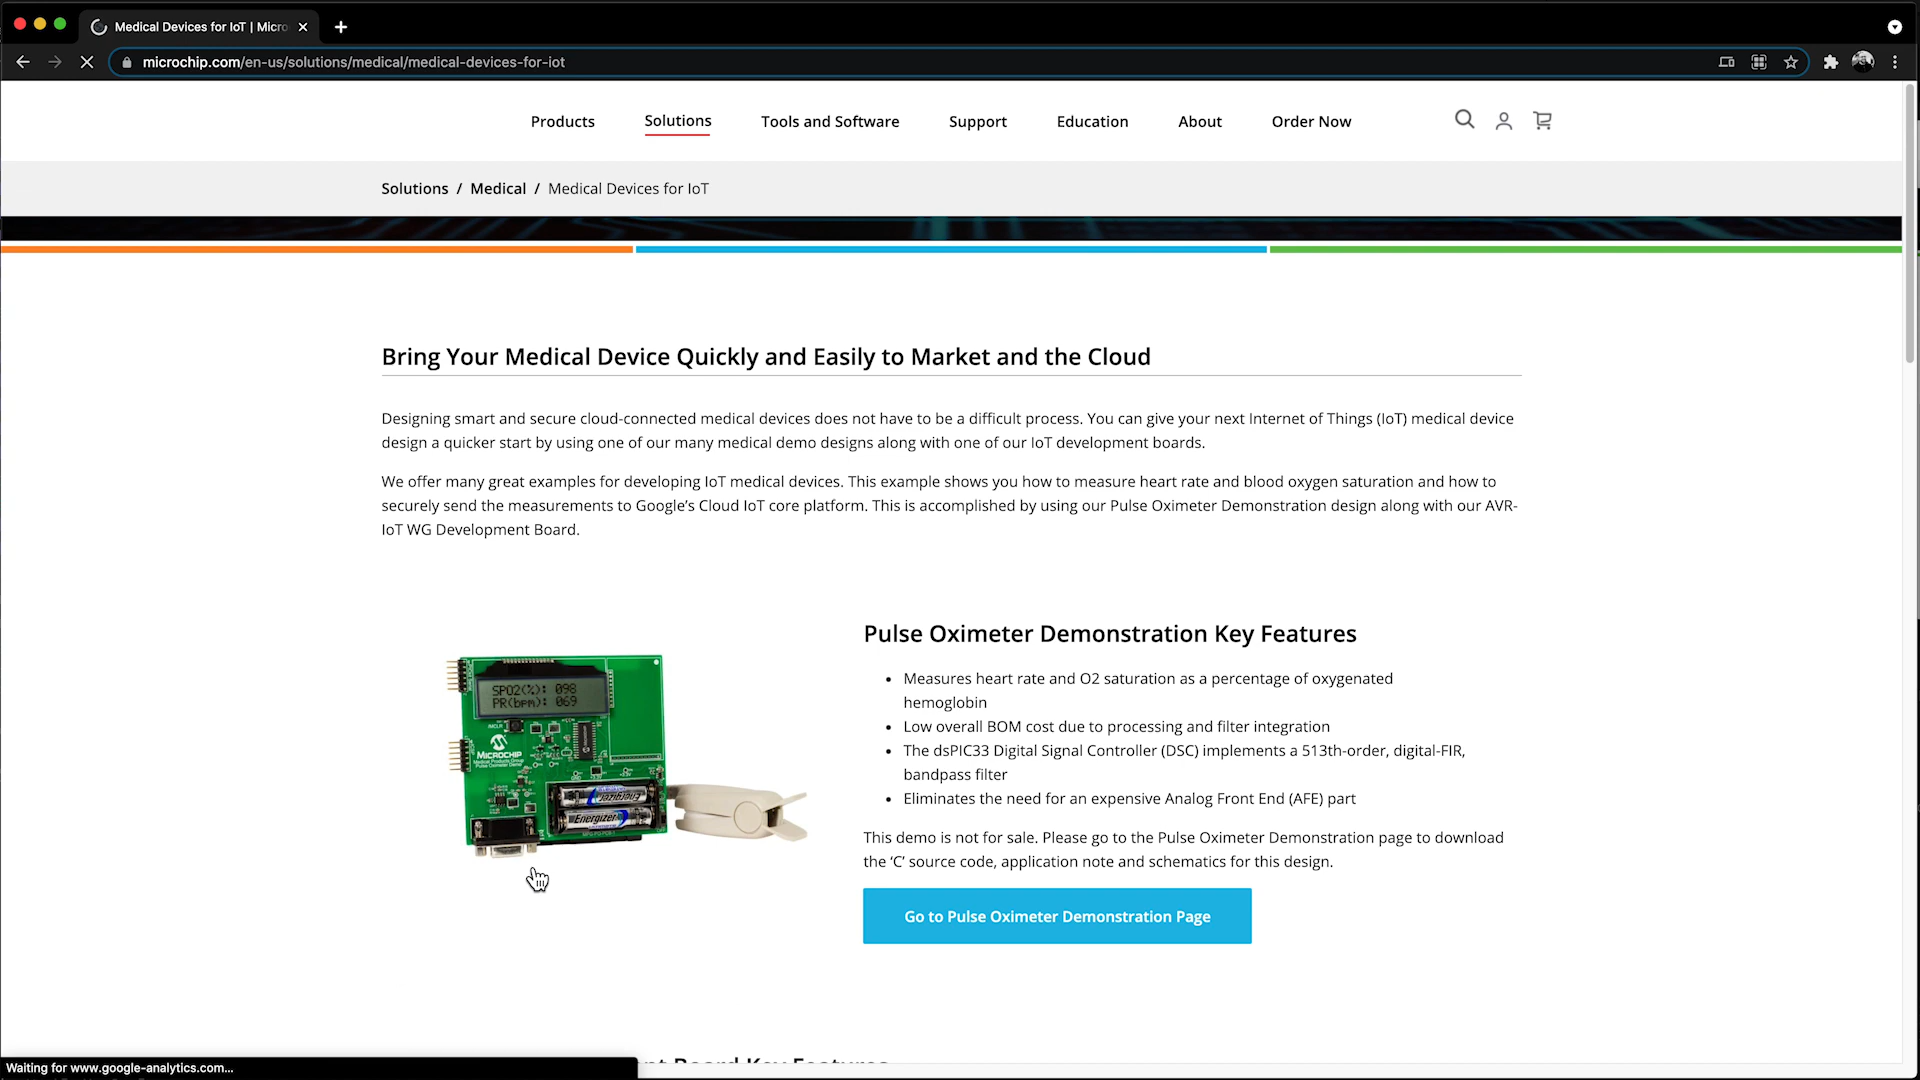 Medical Devices for IoT | Micro
microchip.com/en-us/solutions/medical/medical-devices-for-iot
Products Solutions Tools and Software Support Education About Order Now
Solutions / Medical / Medical Devices for IoT
Bring Your Medical Device Quickly and Easily to Market and the Cloud
Designing smart and secure cloud-connected medical devices does not have to be a difficult process. You can give your next Internet of Things (IoT) medical device
design a quicker start by using one of our many medical demo designs along with one of our IoT development boards.
We offer many great examples for developing IoT medical devices. This example shows you how to measure heart rate and blood oxygen saturation and how to
securely send the measurements to Google’s Cloud IoT core platform. This is accomplished by using our Pulse Oximeter Demonstration design along with our AVR-
IoT WG Development Board.
Pulse Oximeter Demonstration Key Features
• Measures heart rate and O2 saturation as a percentage of oxygenated
hemoglobin
• Low overall BOM cost due to processing and filter integration
• The dsPIC33 Digital Signal Controller (DSC) implements a 513th-order, digital-FIR,
bandpass filter
• Eliminates the need for an expensive Analog Front End (AFE) part
This demo is not for sale. Please go to the Pulse Oximeter Demonstration page to download
the ‘C’ source code, application note and schematics for this design.
Go to Pulse Oximeter Demonstration Page
SPO2(%): 098
PR(bpm): 069
MICROCHIP
Medical Products Group
Pulse Oximeter Demo
Energizer
Energizer
Board Key Features
Waiting for www.google-analytics.com...